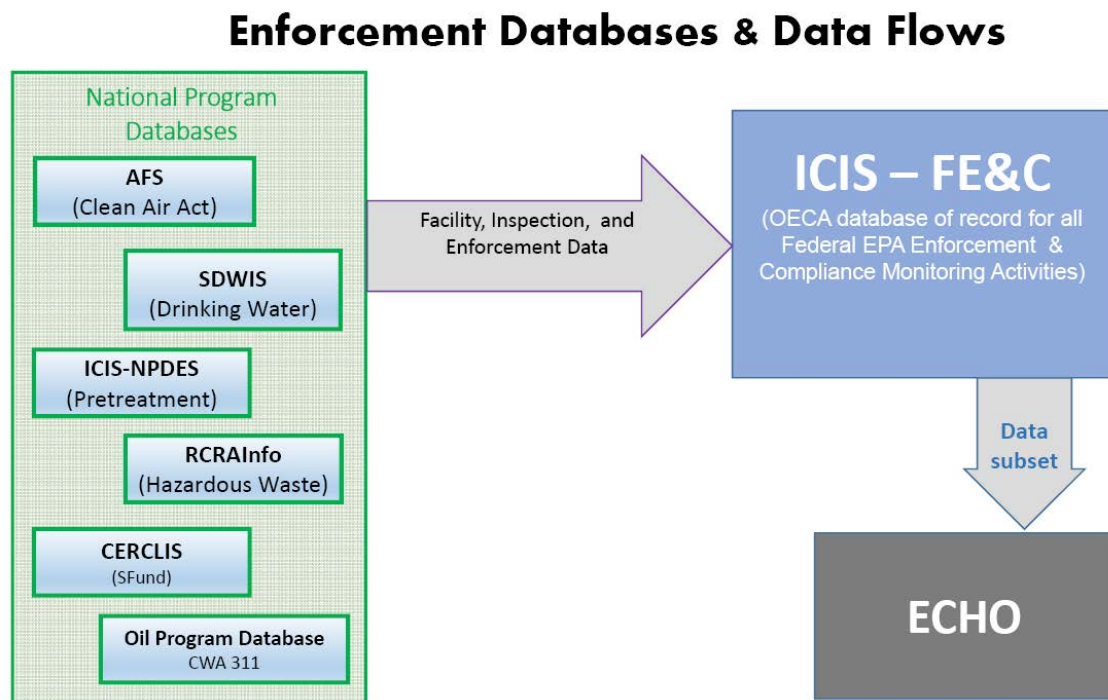 Enforcement Databases & Data Flows
National Program
Databases
AFS
(Clean Air Act)
SDWIS
(Drinking Water)
ICIS-NPDES
(Pretreatment)
RCRAInfo
(Hazardous Waste)
CERCLIS
(SFund)
Oil Program Database
CWA 311
Facility, Inspection, and
Enforcement Data
ICIS – FE&C
(OECA database of record for all
Federal EPA Enforcement &
Compliance Monitoring Activities)
Data
subset
ECHO